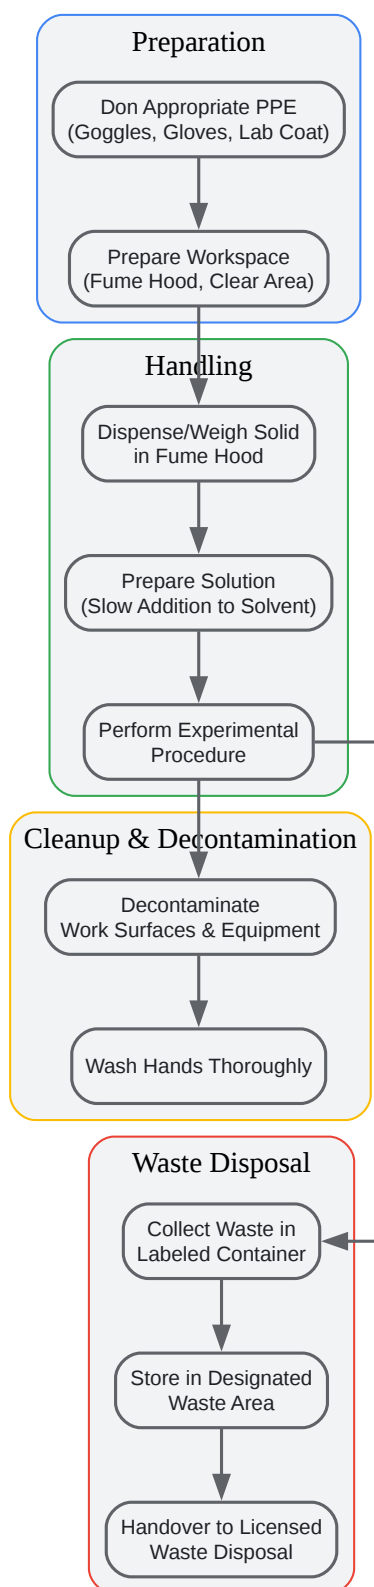 Preparation
Don Appropriate PPE
(Goggles, Gloves, Lab Coat)
Prepare Workspace
(Fume Hood, Clear Area)
Handling
Dispense/Weigh Solid
in Fume Hood
Prepare Solution
(Slow Addition to Solvent)
Perform Experimental
Procedure
Cleanup & Decontamination
Decontaminate
Work Surfaces & Equipment
Wash Hands Thoroughly
Waste Disposal
Collect Waste in
Labeled Container
Store in Designated
Waste Area
Handover to Licensed
Waste Disposal